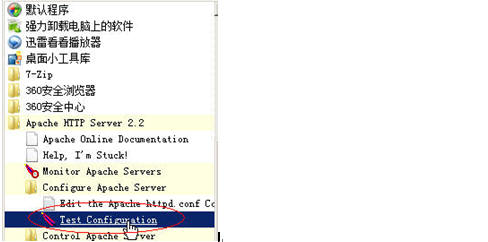 默认程序
强力卸载电脑上的软件
迅雷看看播放器
桌面小工具库
7-Zip
360安全浏览器
360安全中心
Apache HTTP Server 2.2
Apache Online Documentation
Help, I'm Stuck!
Monitor Apache Servers
Configure Apache Server
Edit the Apache httpd.conf Co
Test Configuration
Control Apache Server